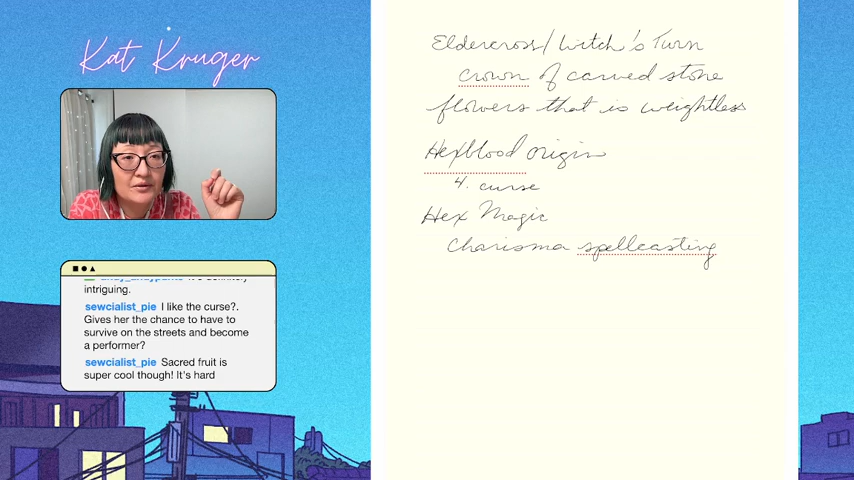 Kat Kruger
intriguing.
sewcialist_pie I like the curse?.
Gives her the chance to have to
survive on the streets and become
a performer?
sewcialist_pie Sacred fruit is
super cool though! It's hard
Eldercross/Witch's Turn
crown of carved stone
flowers that is weightless
Hexblood origin
4. curse
Hex Magic
Charisma spellcasting